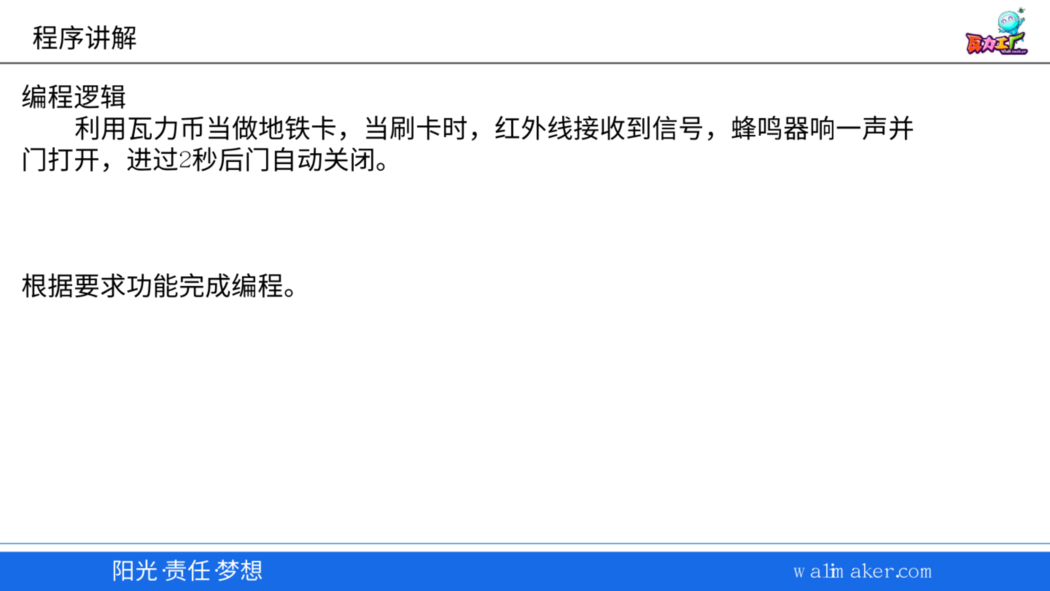 程序讲解
瓦力工厂
编程逻辑
利用瓦力币当做地铁卡，当刷卡时，红外线接收到信号，蜂鸣器响一声并
门打开，进过2秒后门自动关闭。
根据要求功能完成编程。
阳光·责任·梦想
walimaker.com